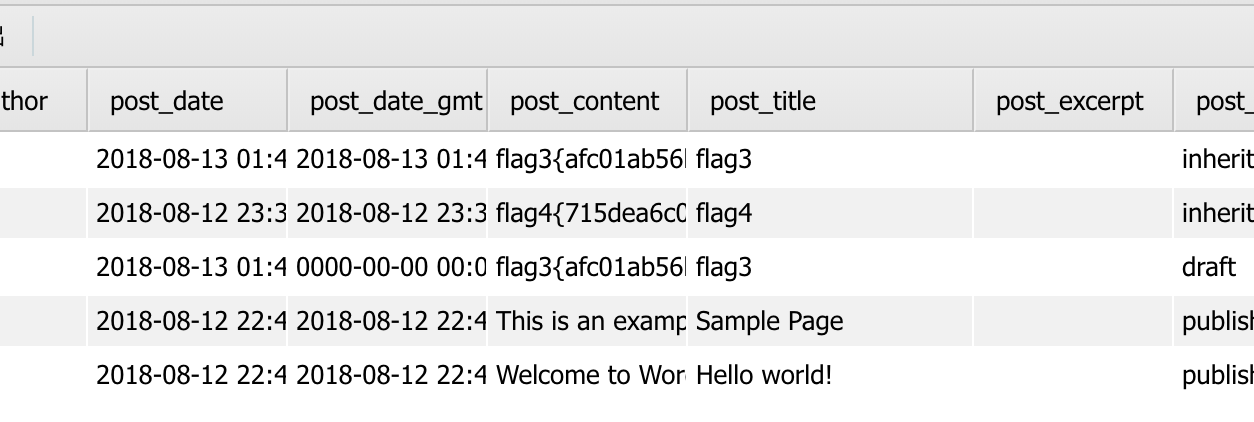 thor post_date post_date_gmt post_content post_title post_excerpt post_
2018-08-13 01:4 2018-08-13 01:4 flag3{afc01ab56 flag3 inherit
2018-08-12 23:3 2018-08-12 23:3 flag4{715dea6c0 flag4 inherit
2018-08-13 01:4 0000-00-00 00:0 flag3{afc01ab56 flag3 draft
2018-08-12 22:4 2018-08-12 22:4 This is an examp Sample Page publish
2018-08-12 22:4 2018-08-12 22:4 Welcome to Wor Hello world! publish